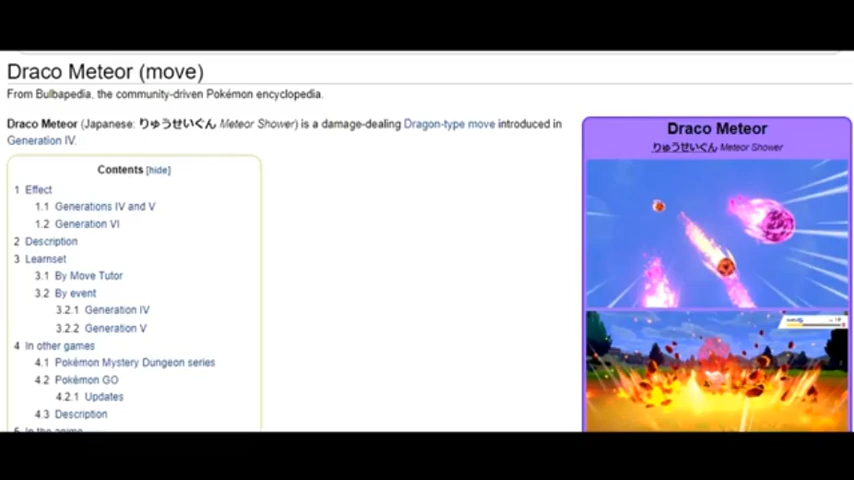 Draco Meteor (move)
From Bulbapedia, the community-driven Pokémon encyclopedia.
Draco Meteor (Japanese: りゅうせいぐん Meteor Shower) is a damage-dealing Dragon-type move introduced in
Generation IV.
Contents [hide]
1 Effect
1.1 Generations IV and V
1.2 Generation VI
2 Description
3 Learnset
3.1 By Move Tutor
3.2 By event
3.2.1 Generation IV
3.2.2 Generation V
4 In other games
4.1 Pokémon Mystery Dungeon series
4.2 Pokémon GO
4.2.1 Updates
4.3 Description
5 In the anime
Draco Meteor
りゅうせいぐん Meteor Shower